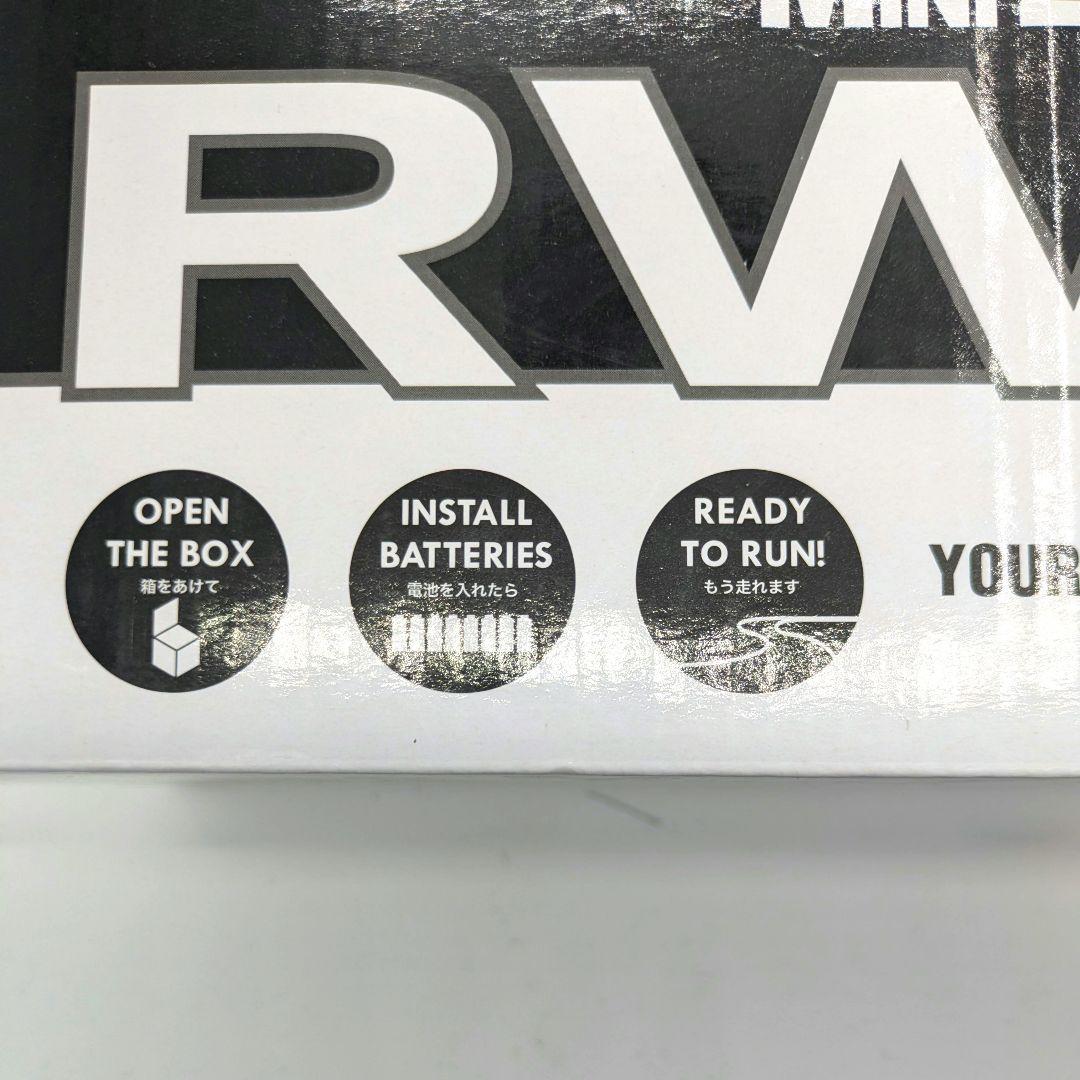 MINI
RW
OPEN
THE BOX
箱をあけて
INSTALL
BATTERIES
電池を入れたら
READY
TO RUN!
もう走れます
YOUR